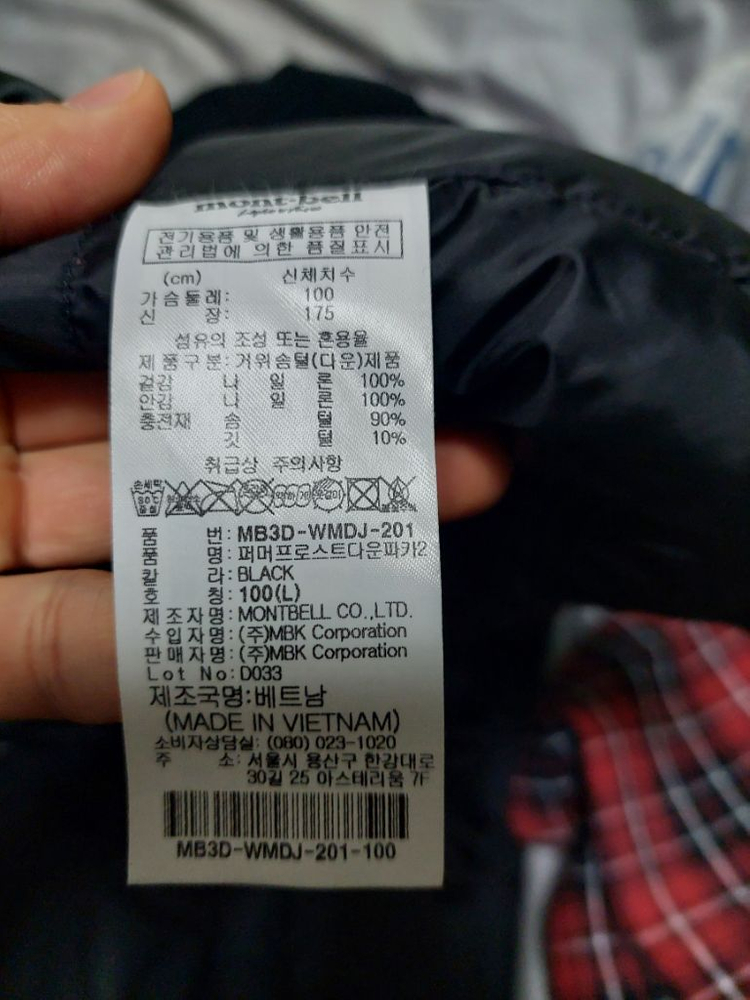 mont-bell
전기용품 및 생활용품 안전
관리법에 의한 품질표시
(cm) 신체치수
가슴둘레: 100
신 장: 175
섬유의 조성 또는 혼용율
제품구분: 거위솜털(다운)제품
겉감 나 일 론 100%
안감 나 일 론 100%
충전재 솜 털 90%
깃 털 10%
취급상 주의사항
손세탁
30℃
중성
품 번: MB3D-WMDJ-201
품 명: 퍼머프로스트다운파카2
칼 라: BLACK
호 칭: 100(L)
제조자명: MONTBELL CO.,LTD.
수입자명: (주)MBK Corporation
판매자명: (주)MBK Corporation
Lot No: D033
제조국명:베트남
(MADE IN VIETNAM)
소비자상담실: (080) 023-1020
주 소: 서울시 용산구 한강대로
30길 25 아스테리움 7F
MB3D-WMDJ-201-100